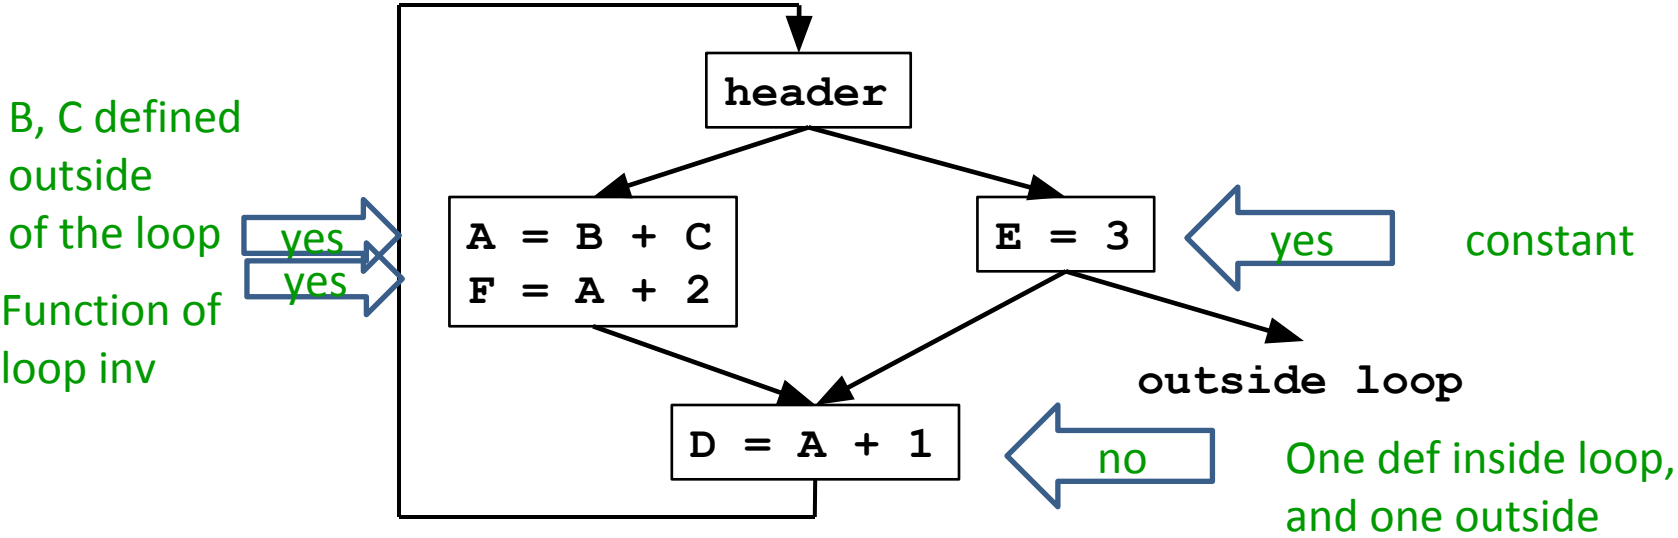 header
B, C defined
outside
of the loop
yes
A = B + C
E = 3
yes
constant
yes
F = A + 2
Function of
loop inv
outside loop
D = A + 1
no
One def inside loop,
and one outside